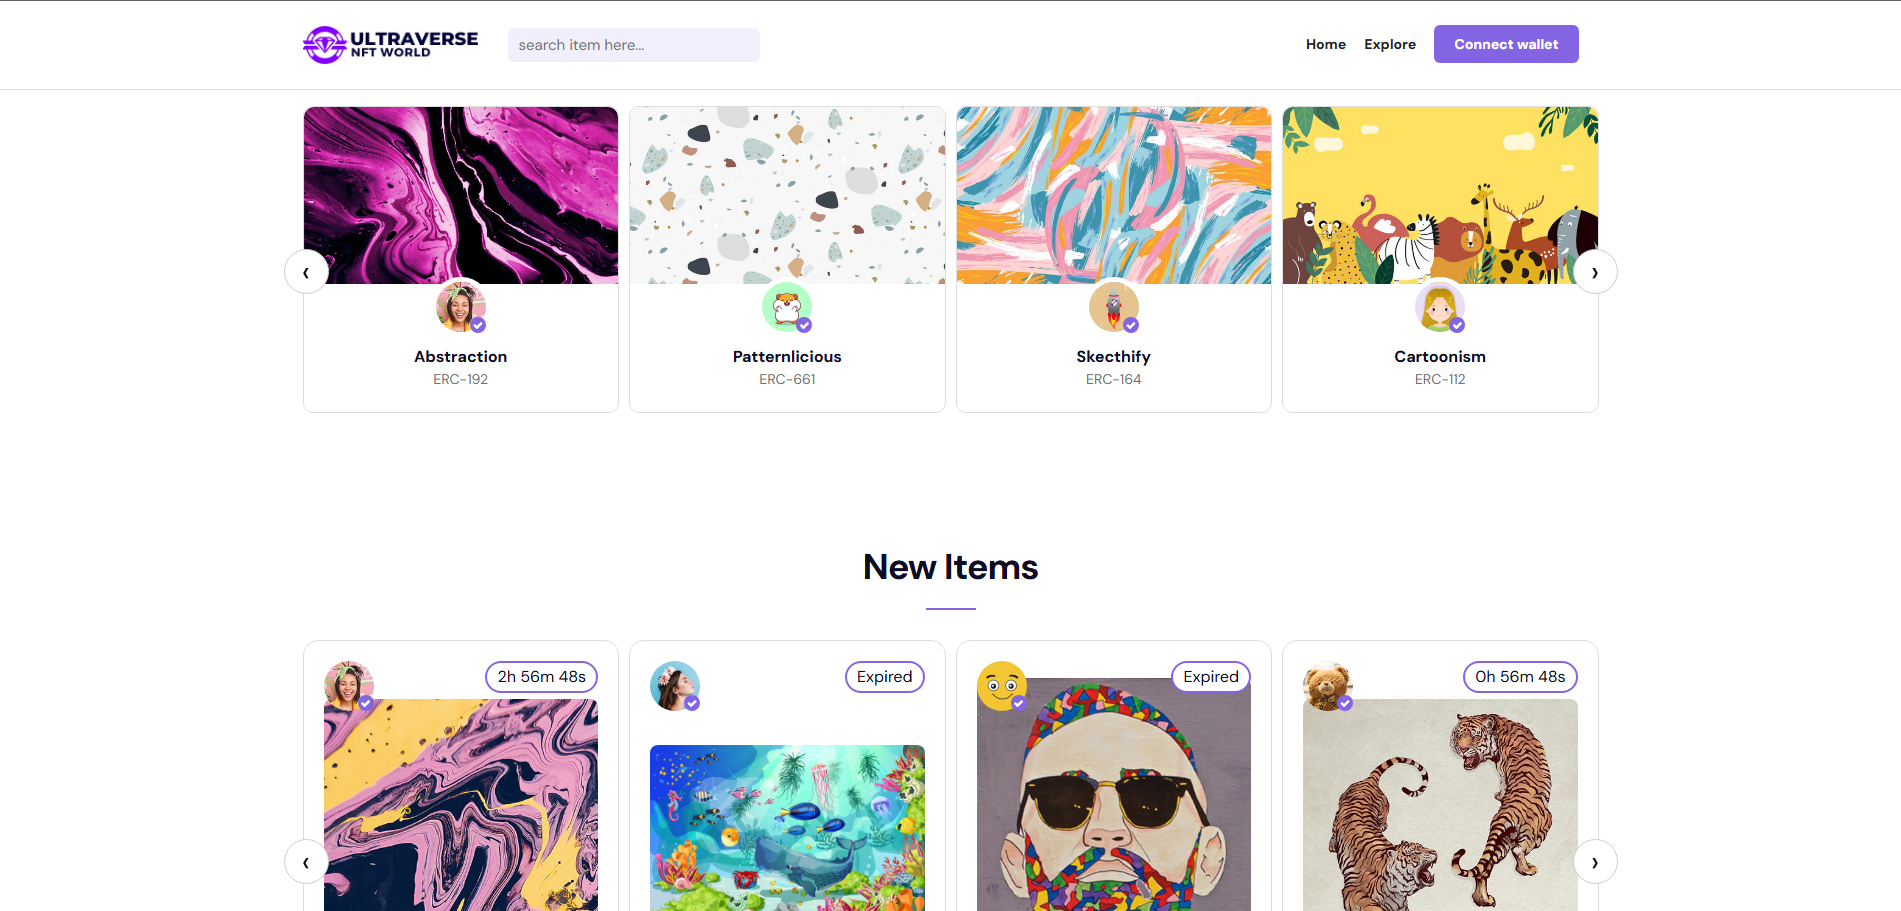 ULTRAVERSE
NFT WORLD
search item here...
Home
Explore
Connect wallet
Abstraction
ERC-192
Patternlicious
ERC-661
Skecthify
ERC-164
Cartoonism
ERC-112
New Items
2h 56m 48s
Expired
Expired
0h 56m 48s